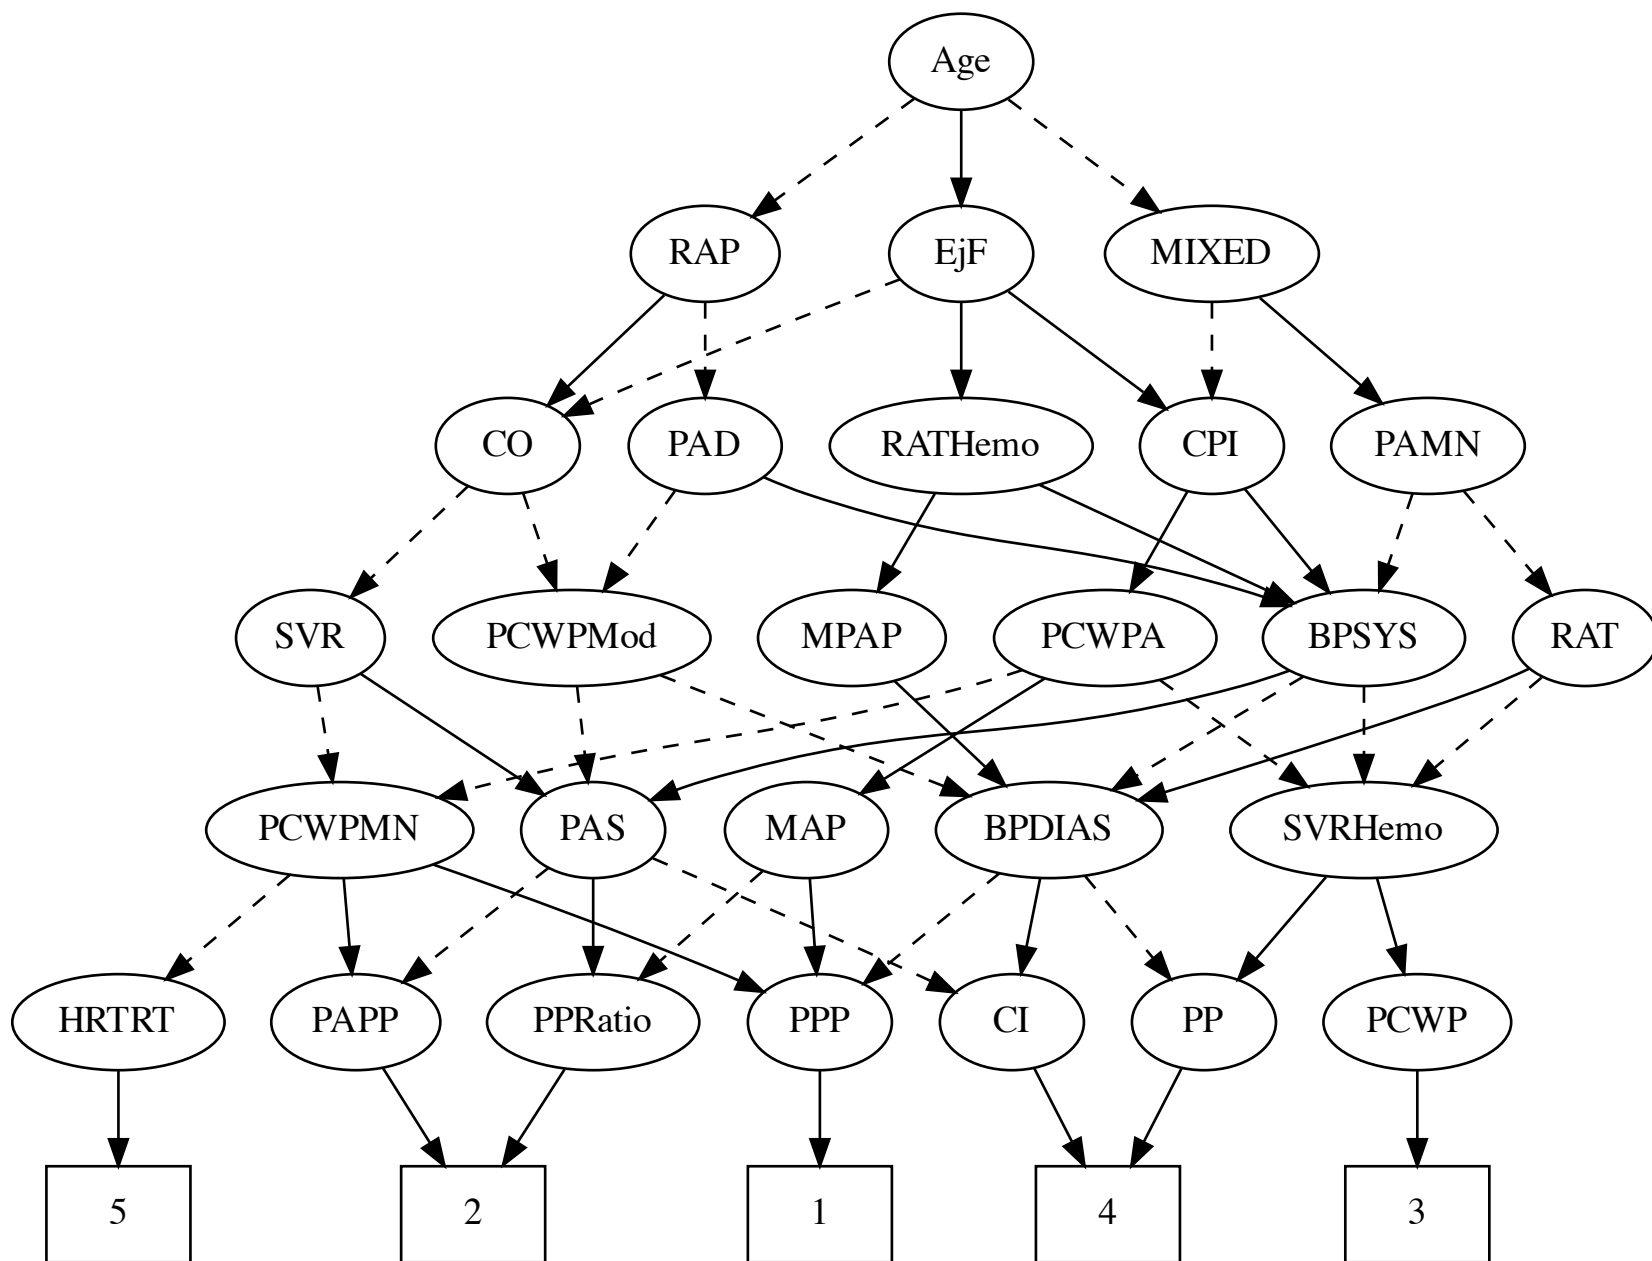 Age
RAP
EjF
MIXED
CO
PAD
RATHemo
CPI
PAMN
SVR
PCWPMod
MPAP
PCWPA
BPSYS
RAT
PCWPMN
PAS
MAP
BPDIAS
SVRHemo
HRTRT
PAPP
PPRatio
PPP
CI
PP
PCWP
5
2
1
4
3